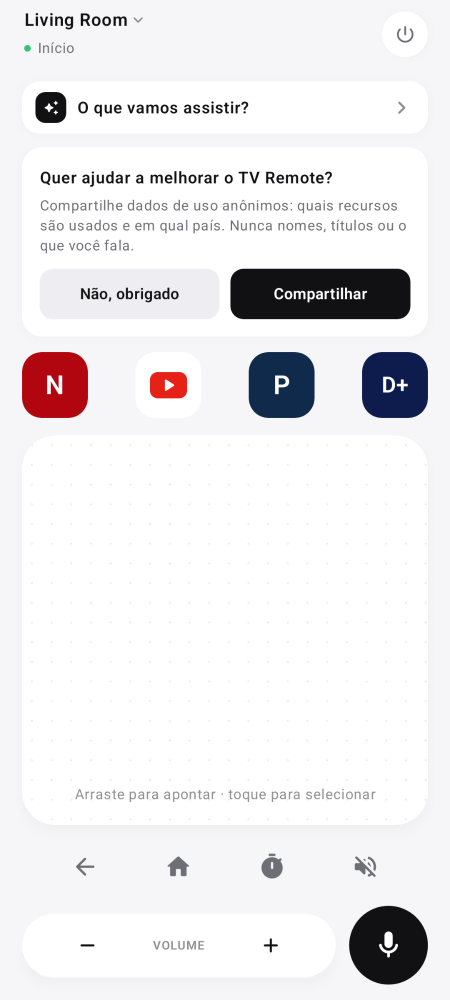 Living Room
Início
O que vamos assistir?
Quer ajudar a melhorar o TV Remote?
Compartilhe dados de uso anônimos: quais recursos
são usados e em qual país. Nunca nomes, títulos ou o
que você fala.
Não, obrigado
Compartilhar
N
P
D+
Arraste para apontar · toque para selecionar
VOLUME